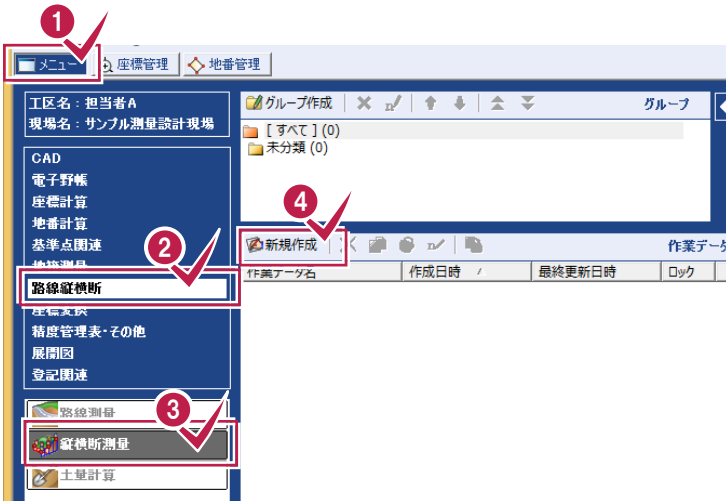 1
メニュー 座標管理 地番管理
工区名：担当者A
現場名：サンプル測量設計現場
グループ作成 グループ
[ すべて ] (0)
未分類 (0)
CAD
電子野帳
座標計算
地番計算
基準点関連
2
路線縦横断
座標変換
精度管理表・その他
展開図
登記関連
4
新規作成 作業データ
作業データ名 作成日時 最終更新日時 ロック
路線測量
3
縦横断測量
土量計算